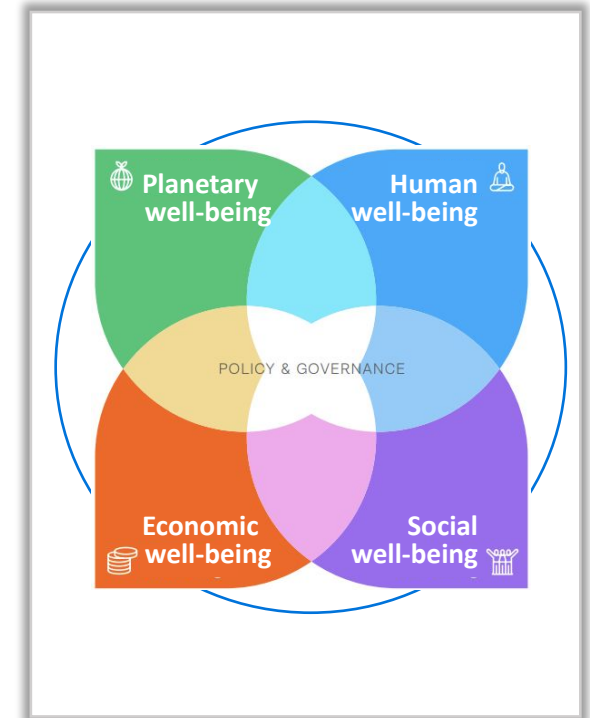 Planetary
well-being
Human
well-being
POLICY & GOVERNANCE
Economic
well-being
Social
well-being